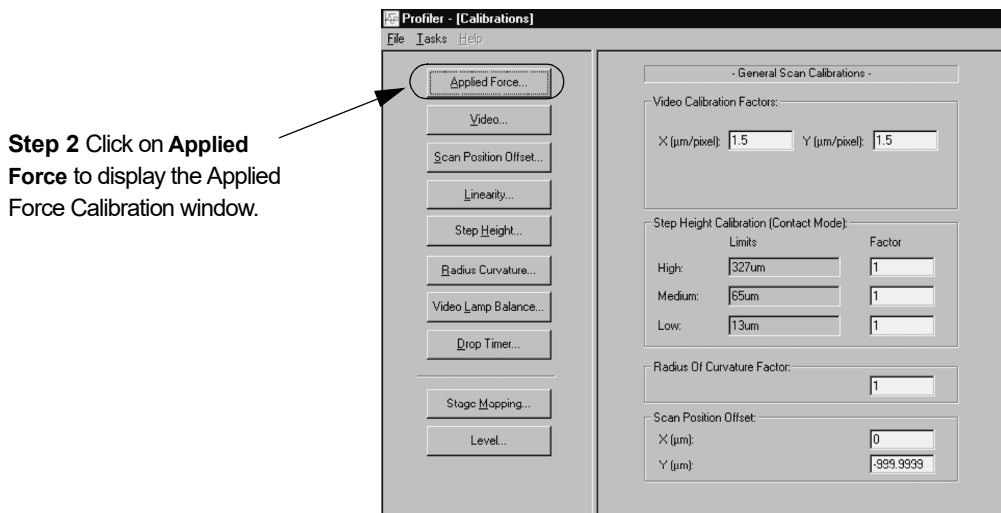 Profiler - [Calibrations]
File Tasks Help
Step 2 Click on Applied
Force to display the Applied
Force Calibration window.
Applied Force...
Video...
Scan Position Offset...
Linearity...
Step Height...
Radius Curvature...
Video Lamp Balance...
Drop Timer...
Stage Mapping...
Level...
- General Scan Calibrations -
Video Calibration Factors:
X (µm/pixel): 1.5 Y (µm/pixel): 1.5
Step Height Calibration (Contact Mode):
Limits Factor
High: 327um 1
Medium: 65um 1
Low: 13um 1
Radius Of Curvature Factor:
1
Scan Position Offset:
X (µm): 0
Y (µm): -999.9939